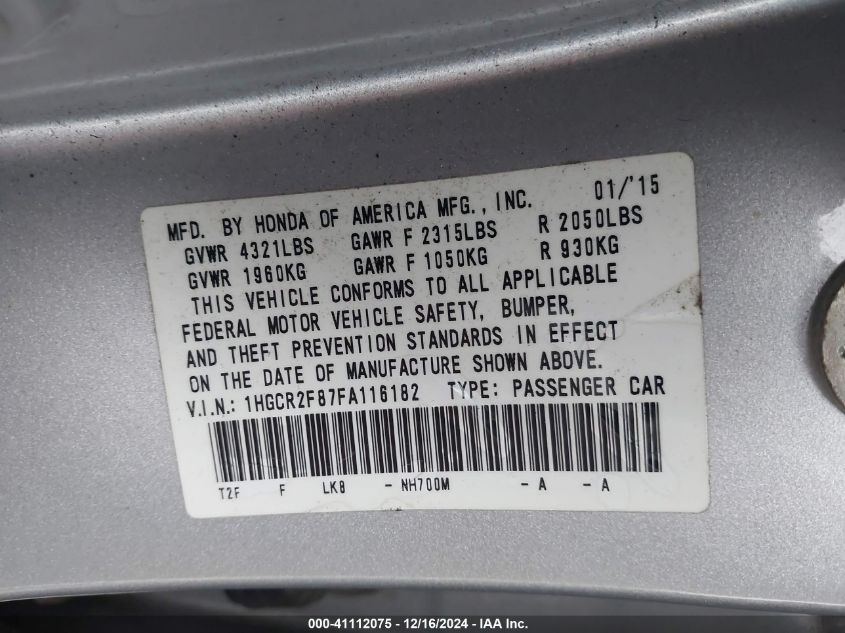 MFD. BY HONDA OF AMERICA MFG., INC. 01/'15
GVWR 4321LBS GAWR F 2315LBS R 2050LBS
GVWR 1960KG GAWR F 1050KG R 930KG
THIS VEHICLE CONFORMS TO ALL APPLICABLE
FEDERAL MOTOR VEHICLE SAFETY, BUMPER,
AND THEFT PREVENTION STANDARDS IN EFFECT
ON THE DATE OF MANUFACTURE SHOWN ABOVE.
V.I.N.: 1HGCR2F87FA116182 TYPE: PASSENGER CAR
T2F F LK8 - NH700M - A - A
000-41112075 - 12/16/2024 - IAA Inc.